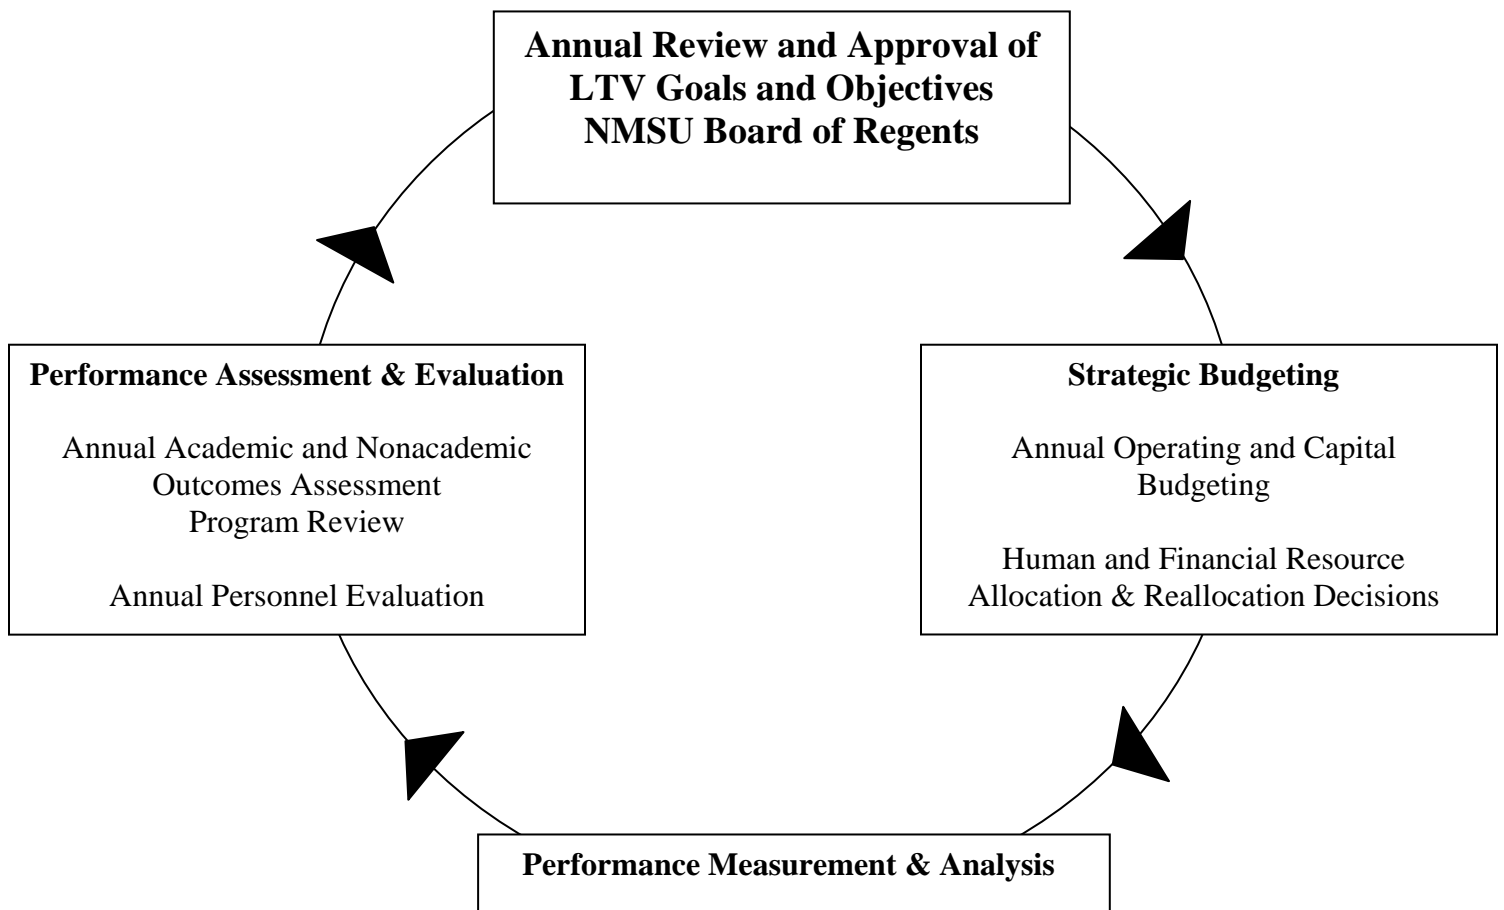 Annual Review and Approval of
LTV Goals and Objectives
NMSU Board of Regents
Performance Assessment & Evaluation
Annual Academic and Nonacademic
Outcomes Assessment
Program Review
Annual Personnel Evaluation
Strategic Budgeting
Annual Operating and Capital
Budgeting
Human and Financial Resource
Allocation & Reallocation Decisions
Performance Measurement & Analysis